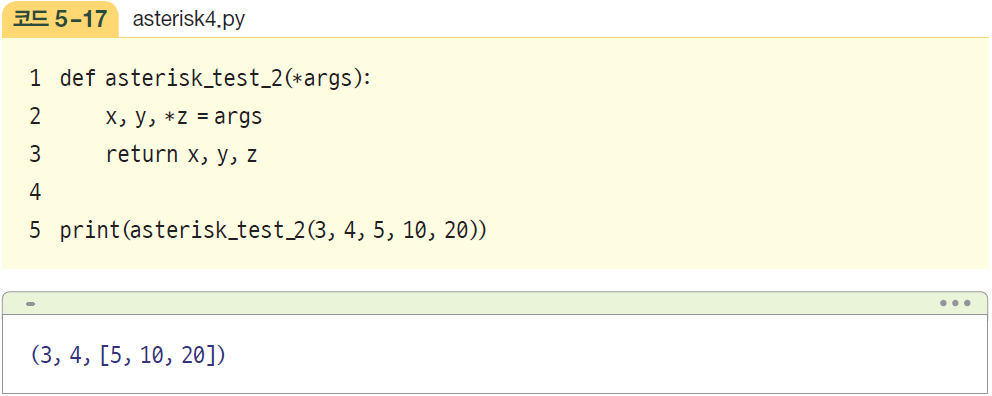 코드 5-17 asterisk4.py
1 def asterisk_test_2(*args):
2     x, y, *z = args
3     return x, y, z
4
5 print(asterisk_test_2(3, 4, 5, 10, 20))
(3, 4, [5, 10, 20])